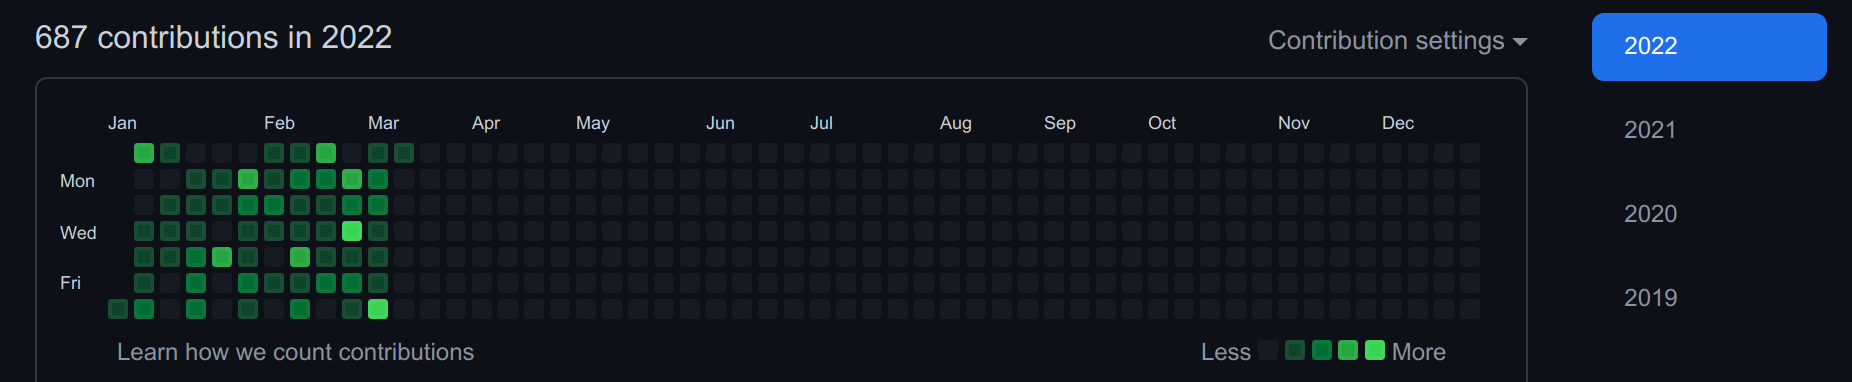 687 contributions in 2022
Contribution settings
2022
2021
2020
2019
Jan Feb Mar Apr May Jun Jul Aug Sep Oct Nov Dec
Mon
Wed
Fri
Learn how we count contributions
Less More